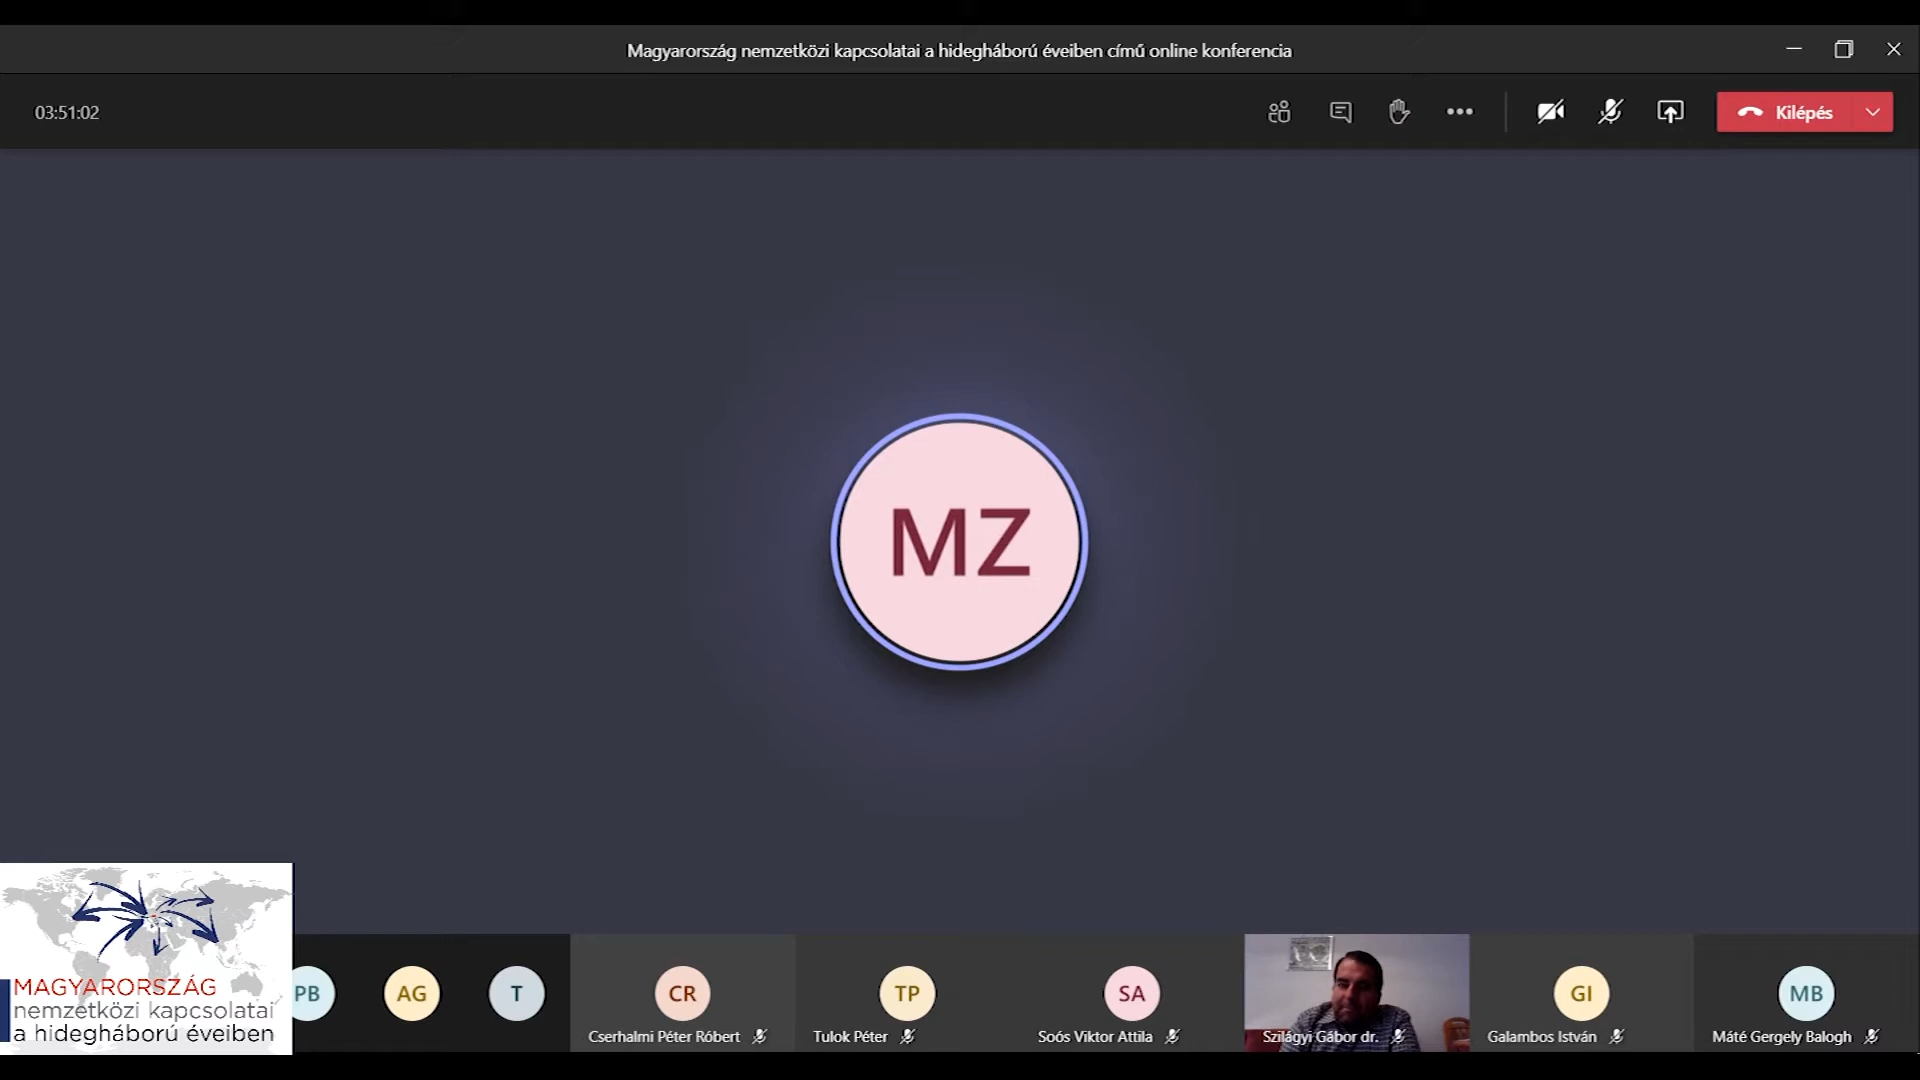 Magyarország nemzetközi kapcsolatai a hidegháború éveiben című online konferencia
03:51:02
Kilépés
MZ
MAGYARORSZÁG
nemzetközi kapcsolatai
a hidegháború éveiben
PB
AG
T
CR
Cserhalmi Péter Róbert
TP
Tulok Péter
SA
Soós Viktor Attila
Szilágyi Gábor dr.
GI
Galambos István
MB
Máté Gergely Balogh